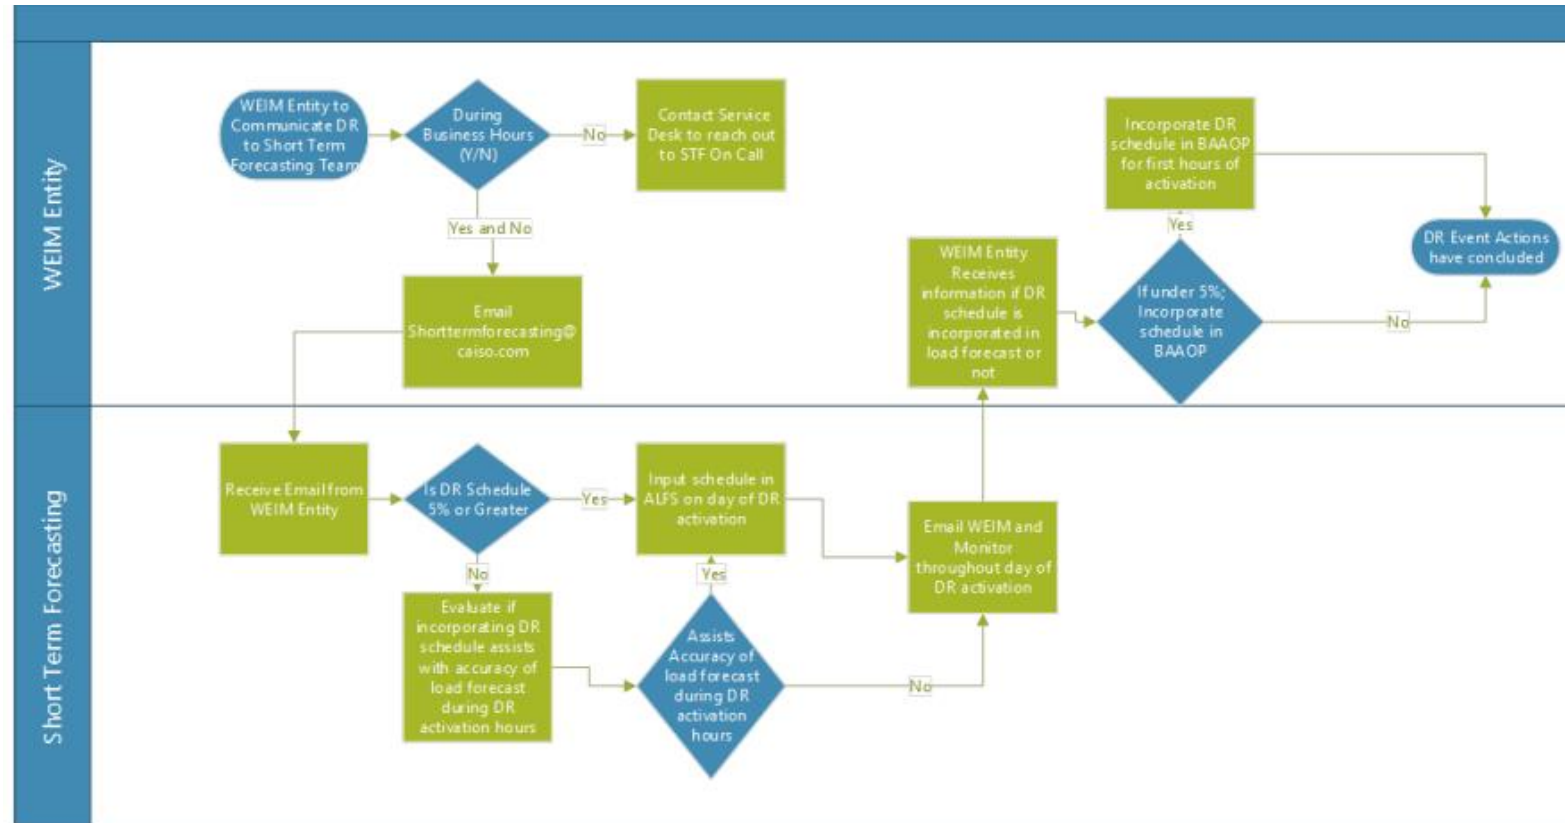 WEIM Entity
WEIM Entity to
Communicate DR
to Short Term
Forecasting Team
During
Business Hours
(Y/N)
No
Contact Service
Desk to reach out
to STF On Call
Yes and No
Email
Shorttermforecasting@
caiso.com
WEIM Entity
Receives
information if DR
schedule is
incorporated in
load forecast or
not
Incorporate DR
schedule in BAAOP
for first hours of
activation
Yes
If under 5%;
Incorporate
schedule in
BAAOP
No
DR Event Actions
have concluded
Short Term Forecasting
Receive Email from
WEIM Entity
Is DR Schedule
5% or Greater
Yes
No
Input schedule in
ALFS on day of DR
activation
Evaluate if
incorporating DR
schedule assists
with accuracy of
load forecast
during DR
activation hours
Yes
Assists
Accuracy of
load forecast
during DR
activation
hours
No
Email WEIM and
Monitor
throughout day of
DR activation